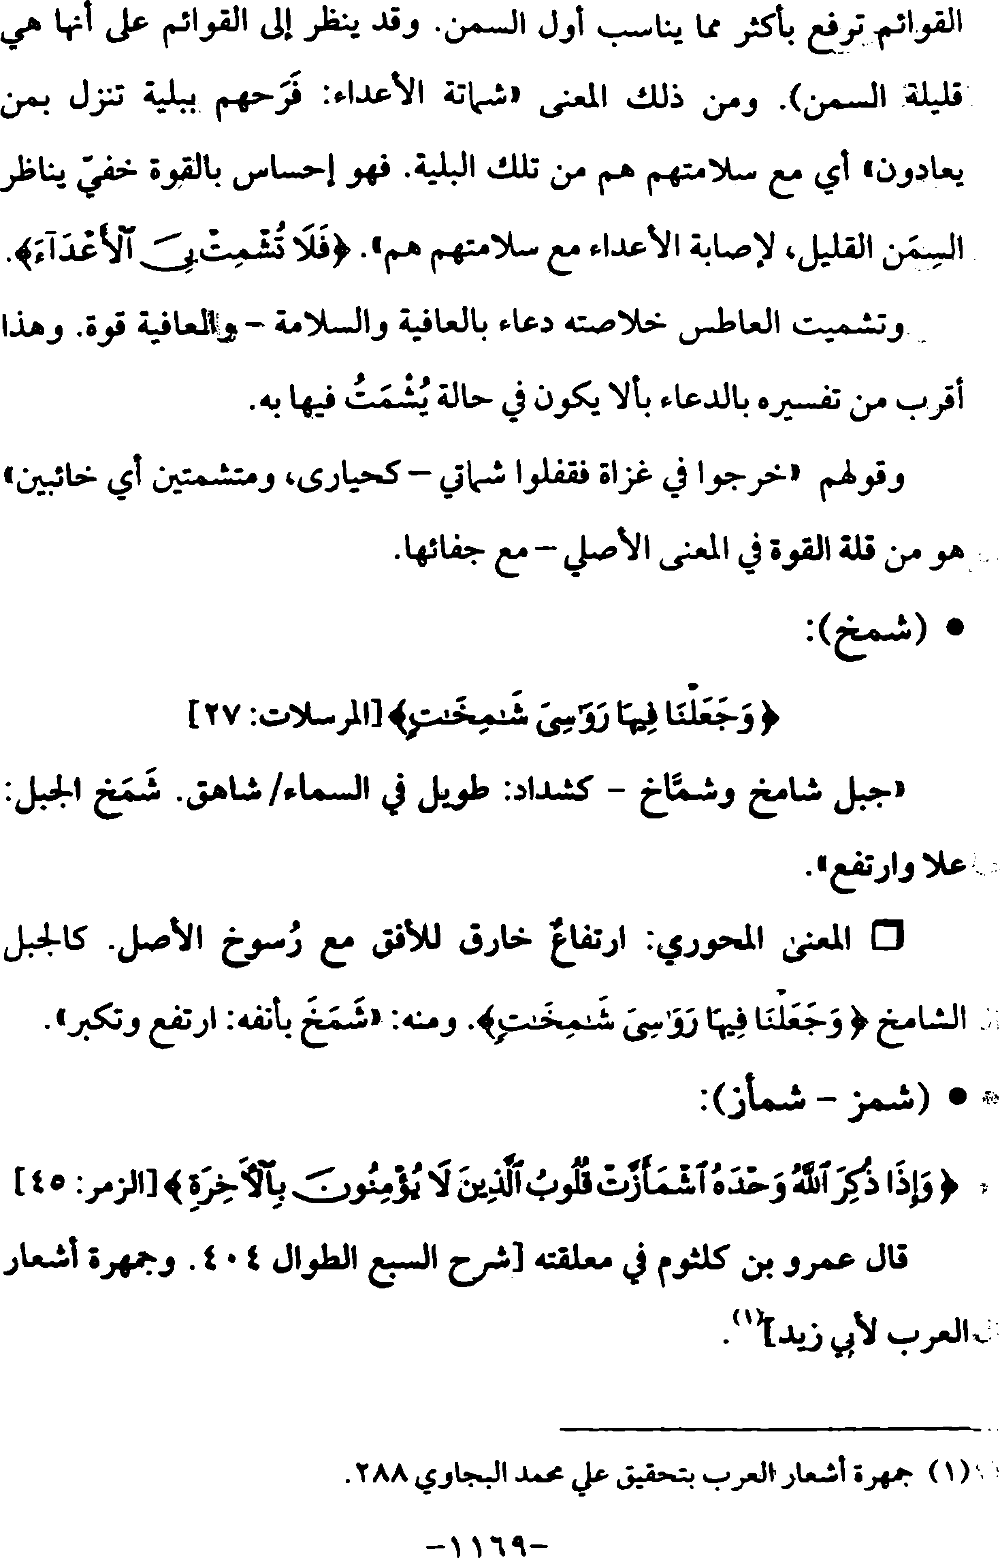 القوائم ترفع بأكثر مما يناسب أول السمن. وقد ينظر إلى القوائم على أنها هي
قليلة السمن). ومن ذلك المعنى «شماتة الأعداء: فَرَحهم ببلية تنزل بمن
يعادون» أي مع سلامتهم هم من تلك البلية. فهو إحساس بالقوة خفيّ يناظر
السِمَن القليل، لإصابة الأعداء مع سلامتهم هم». ﴿فَلَا تُشْمِتْ بِىَ ٱلْأَعْدَآءَ﴾.
وتشميت العاطس خلاصته دعاء بالعافية والسلامة – والعافية قوة. وهذا
أقرب من تفسيره بالدعاء بألا يكون في حالة يُشْمَتُ فيها به.
وقولهم «خرجوا في غزاة فقفلوا شماتي – كحيارى، ومتشمتين أي خائبين»
هو من قلة القوة في المعنى الأصلي – مع جفائها.
• (شمخ):
﴿وَجَعَلْنَا فِيهَا رَوَٰسِىَ شَٰمِخَٰتٍ﴾ [المرسلات: ٢٧]
«جبل شامخ وشمَّاخ – كشداد: طويل في السماء/ شاهق. شَمَخ الجبل:
علا وارتفع».
□ المعنى المحوري: ارتفاعٌ خارق للأفق مع رُسوخ الأصل. كالجبل
الشامخ ﴿وَجَعَلْنَا فِيهَا رَوَٰسِىَ شَٰمِخَٰتٍ﴾. ومنه: «شَمَخَ بأنفه: ارتفع وتكبر».
• (شمز – شمأز):
﴿وَإِذَا ذُكِرَ ٱللَّهُ وَحْدَهُ ٱشْمَأَزَّتْ قُلُوبُ ٱلَّذِينَ لَا يُؤْمِنُونَ بِٱلْآخِرَةِ﴾ [الزمر: ٤٥]
قال عمرو بن كلثوم في معلقته [شرح السبع الطوال ٤٠٤. وجمهرة أشعار
العرب لأبي زيد](١).
(١) جمهرة أشعار العرب بتحقيق علي محمد البجاوي ٢٨٨.
–١١٦٩–